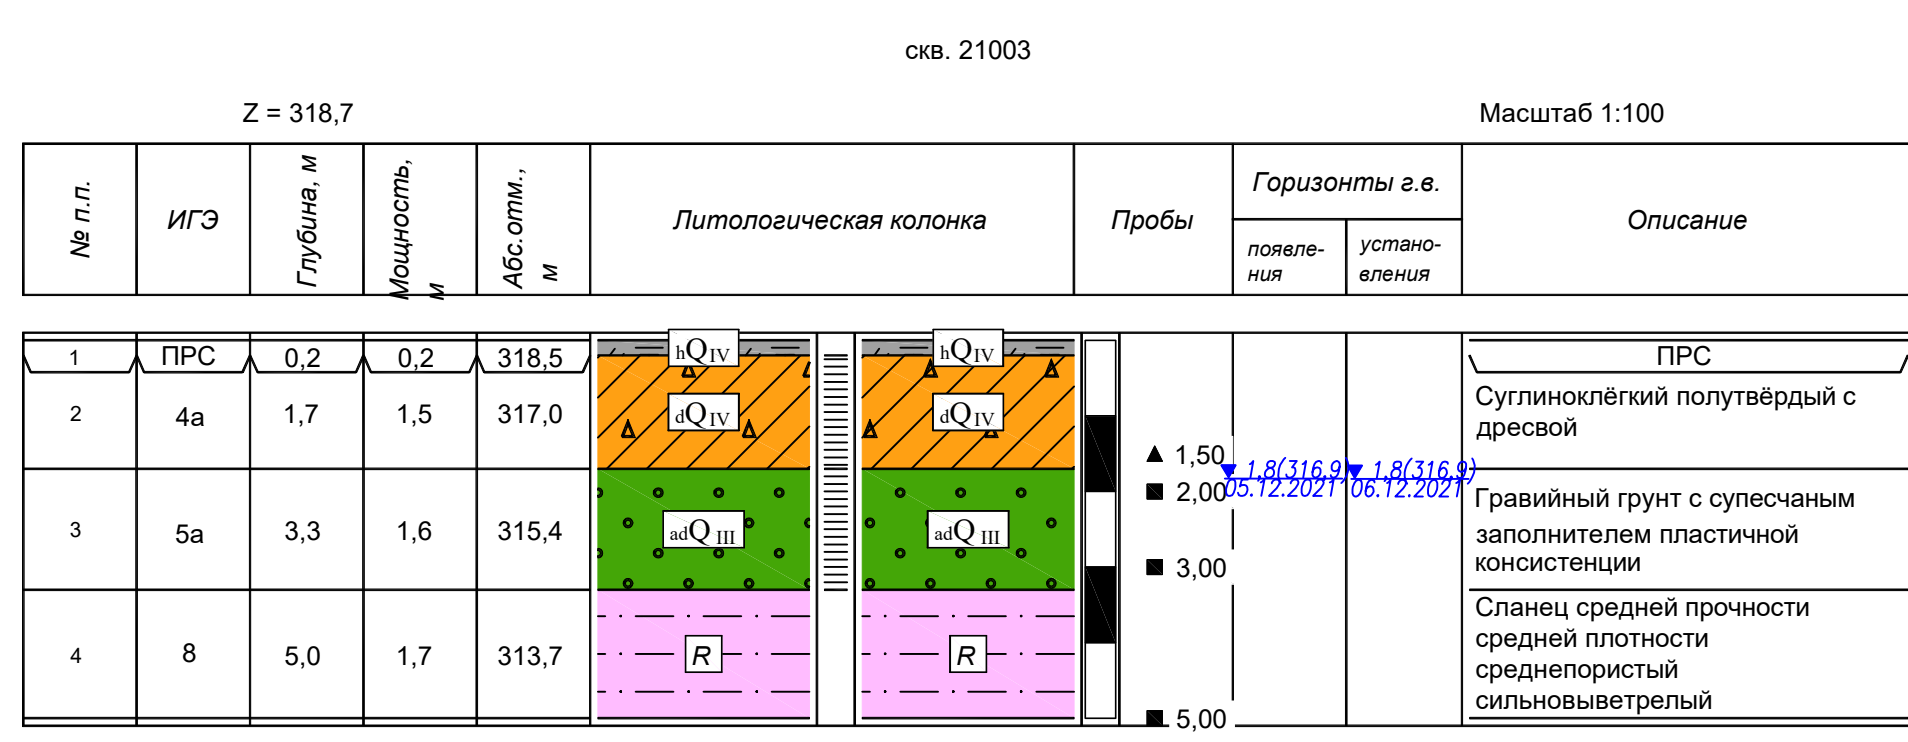 скв. 21003
Z = 318,7
Масштаб 1:100
№ п.п.
ИГЭ
Глубина, м
Мощность,
м
Абс.отм.,
м
Литологическая колонка
Пробы
Горизонты г.в.
появле-
ния
устано-
вления
Описание
1 ПРС 0,2 0,2 318,5 hQIV hQIV ПРС
2 4а 1,7 1,5 317,0 dQIV dQIV
Суглиноклёгкий полутвёрдый с
дресвой
1,50
1,8(316,9) 1,8(316,9)
2,00 05.12.2021 06.12.2021
3 5а 3,3 1,6 315,4 adQ III adQ III
Гравийный грунт с супесчаным
заполнителем пластичной
консистенции
3,00
4 8 5,0 1,7 313,7 R R
Сланец средней прочности
средней плотности
среднепористый
сильновыветрелый
5,00